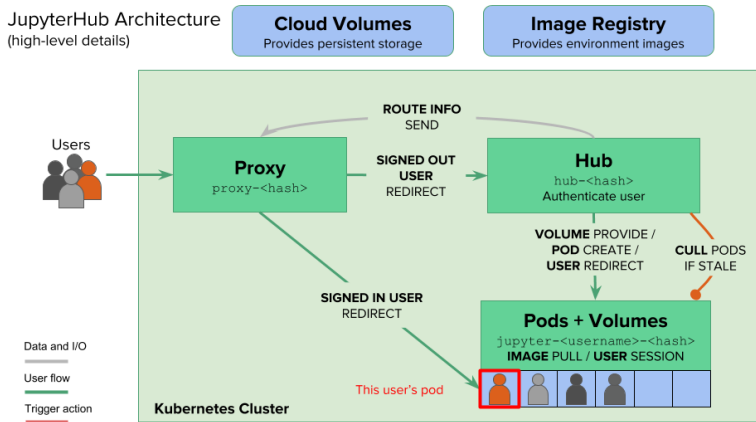 JupyterHub Architecture
(high-level details)
Cloud Volumes
Provides persistent storage
Image Registry
Provides environment images
ROUTE INFO
SEND
Users
Proxy
proxy-<hash>
SIGNED OUT
USER
REDIRECT
Hub
hub-<hash>
Authenticate user
VOLUME PROVIDE /
POD CREATE /
USER REDIRECT
CULL PODS
IF STALE
SIGNED IN USER
REDIRECT
Pods + Volumes
jupyter-<username>-<hash>
IMAGE PULL / USER SESSION
Data and I/O
User flow
Trigger action
This user's pod
Kubernetes Cluster